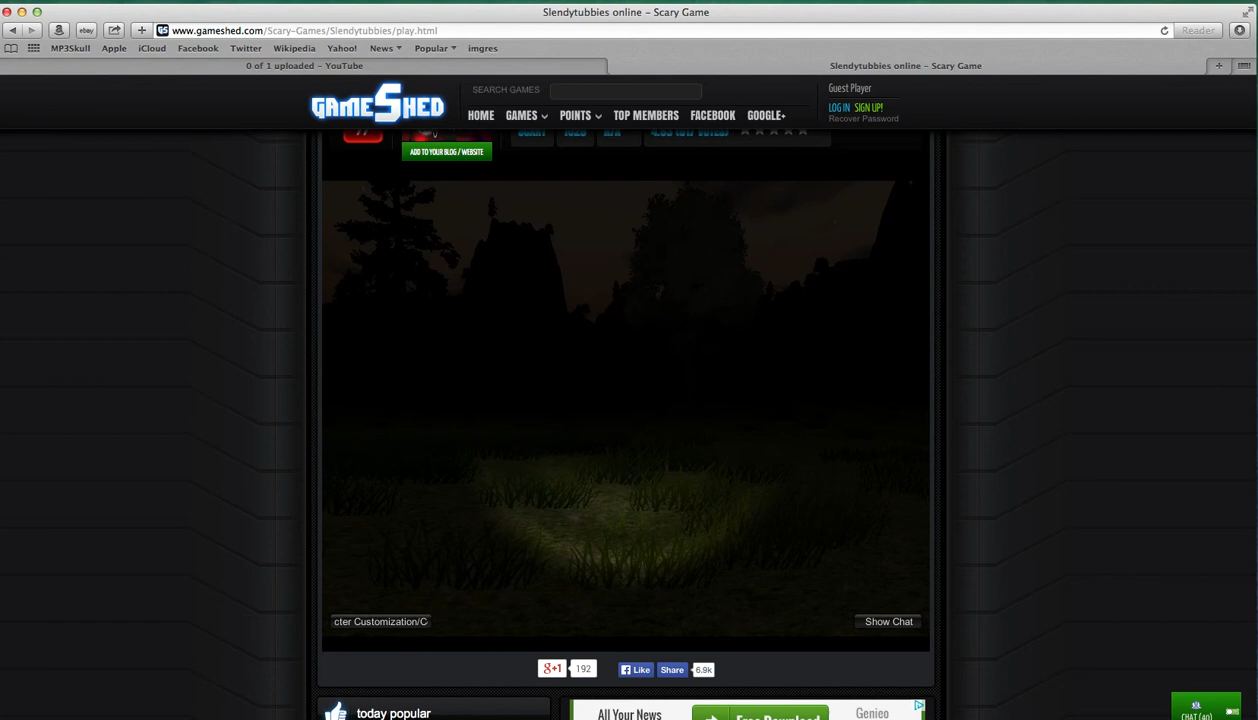 Slendytubbies online – Scary Game
ebay
www.gameshed.com/Scary-Games/Slendytubbies/play.html
Reader
MP3Skull Apple iCloud Facebook Twitter Wikipedia Yahoo! News Popular imgres
0 of 1 uploaded – YouTube
Slendytubbies online – Scary Game
GAMESHED
SEARCH GAMES
Guest Player
LOG IN SIGN UP!
Recover Password
HOME GAMES POINTS TOP MEMBERS FACEBOOK GOOGLE+
ADD TO YOUR BLOG / WEBSITE
cter Customization/C
Show Chat
g+1 192
Like Share 6.9k
today popular
All Your News
Free Download
Genieo